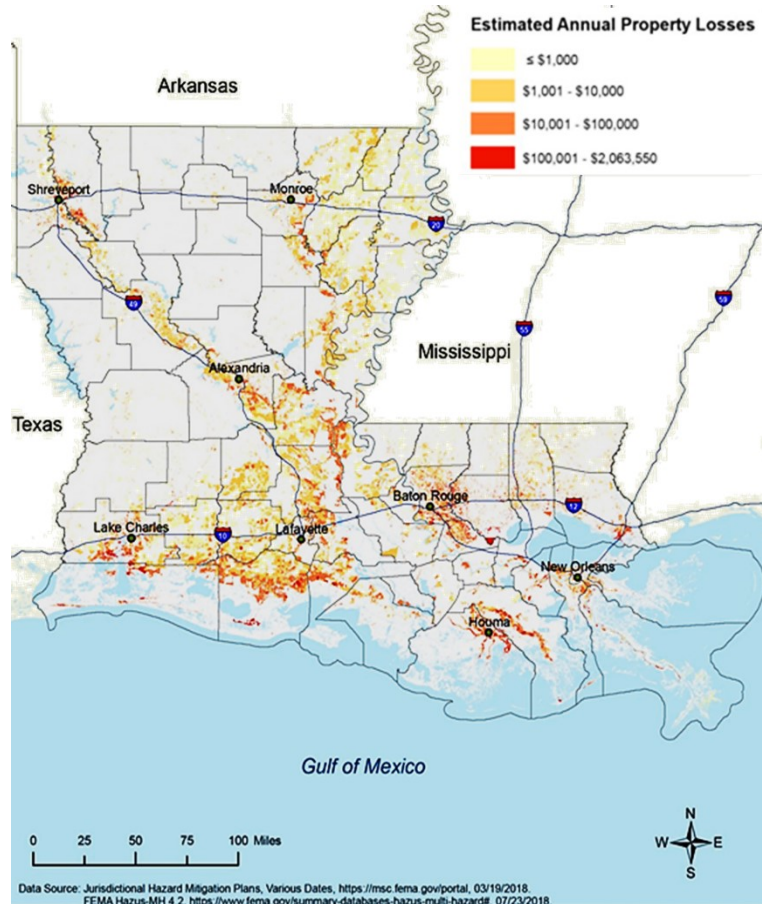 Estimated Annual Property Losses
≤ $1,000
$1,001 - $10,000
$10,001 - $100,000
$100,001 - $2,063,550
Arkansas
Shreveport
Monroe
20
49
55
59
Mississippi
Alexandria
Texas
Baton Rouge
12
Lake Charles
10
Lafayette
New Orleans
Houma
Gulf of Mexico
0 25 50 75 100 Miles
N
W E
S
Data Source: Jurisdictional Hazard Mitigation Plans, Various Dates, https://msc.fema.gov/portal, 03/19/2018.
FEMA Hazus-MH 4.2, https://www.fema.gov/summary-databases-hazus-multi-hazard#, 07/23/2018